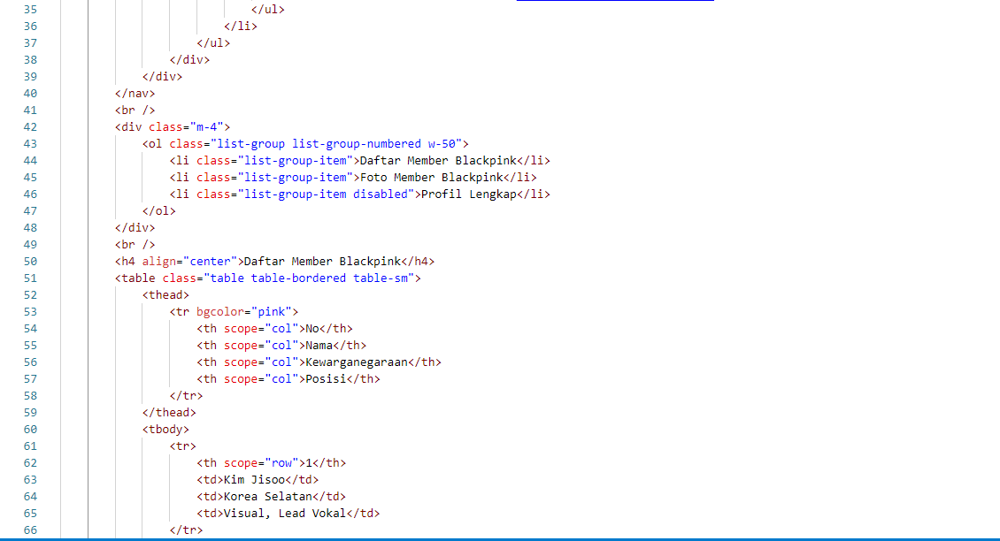 35 </ul>
36 </li>
37 </ul>
38 </div>
39 </div>
40 </nav>
41 <br />
42 <div class="m-4">
43 <ol class="list-group list-group-numbered w-50">
44 <li class="list-group-item">Daftar Member Blackpink</li>
45 <li class="list-group-item">Foto Member Blackpink</li>
46 <li class="list-group-item disabled">Profil Lengkap</li>
47 </ol>
48 </div>
49 <br />
50 <h4 align="center">Daftar Member Blackpink</h4>
51 <table class="table table-bordered table-sm">
52 <thead>
53 <tr bgcolor="pink">
54 <th scope="col">No</th>
55 <th scope="col">Nama</th>
56 <th scope="col">Kewarganegaraan</th>
57 <th scope="col">Posisi</th>
58 </tr>
59 </thead>
60 <tbody>
61 <tr>
62 <th scope="row">1</th>
63 <td>Kim Jisoo</td>
64 <td>Korea Selatan</td>
65 <td>Visual, Lead Vokal</td>
66 </tr>